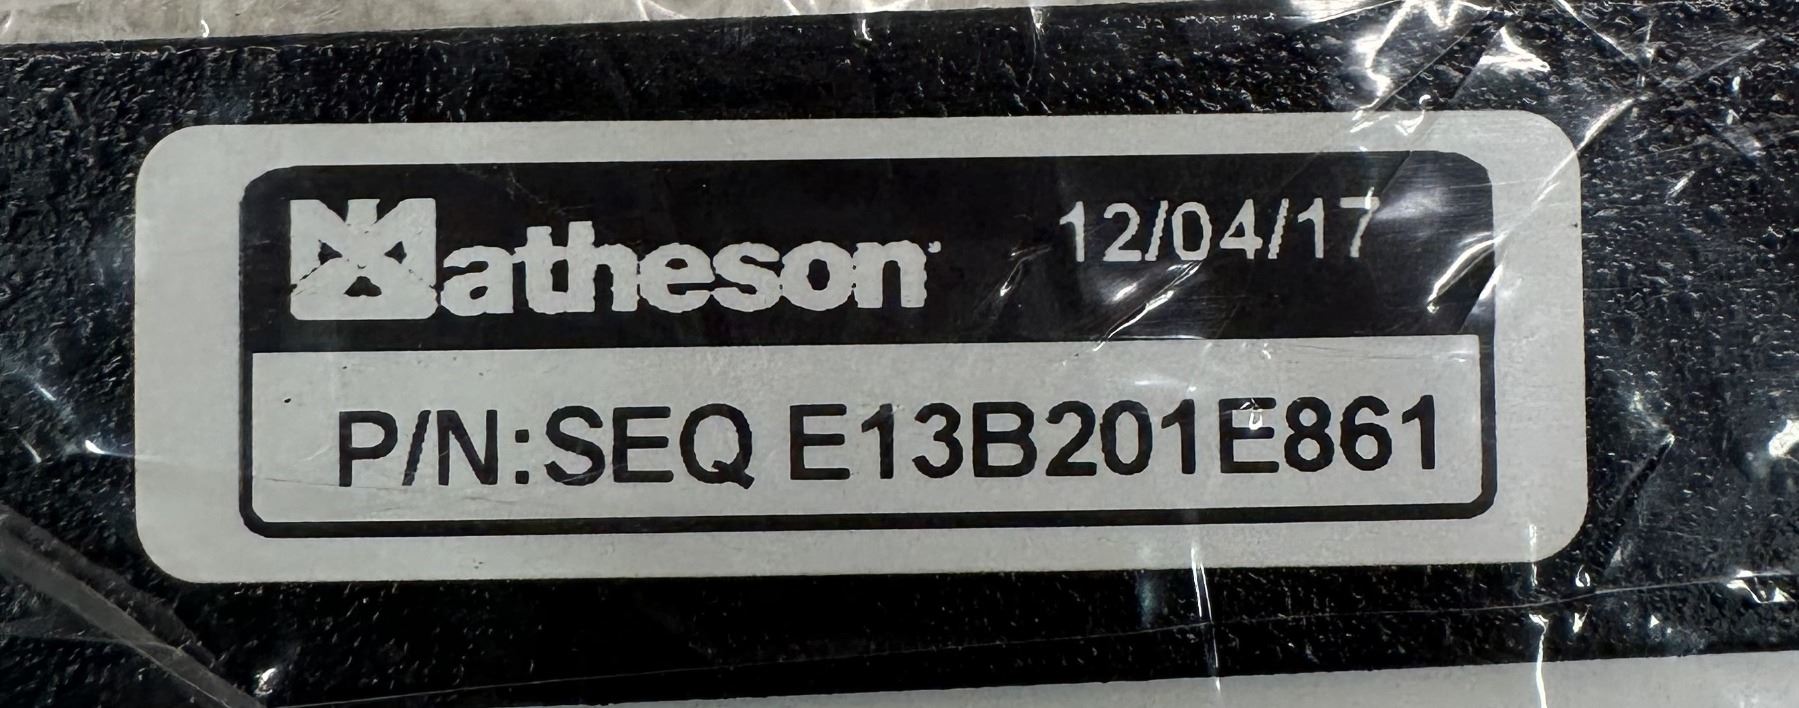 Matheson 12/04/17
P/N:SEQ E13B201E861